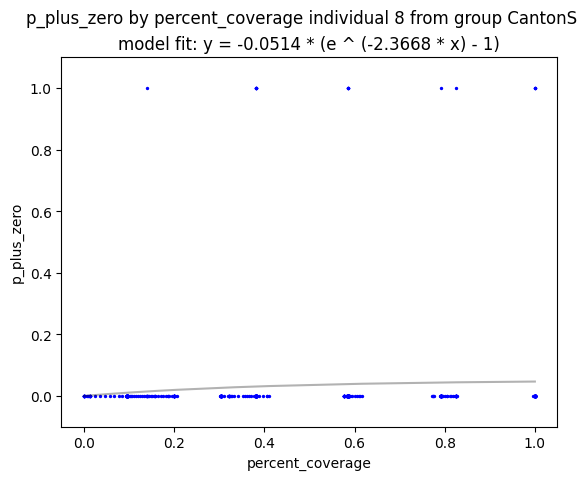 p_plus_zero by percent_coverage individual 8 from group CantonS
model fit: y = -0.0514 * (e ^ (-2.3668 * x) - 1)
1.0
0.8
0.6
0.4
0.2
0.0
p_plus_zero
0.0 0.2 0.4 0.6 0.8 1.0
percent_coverage